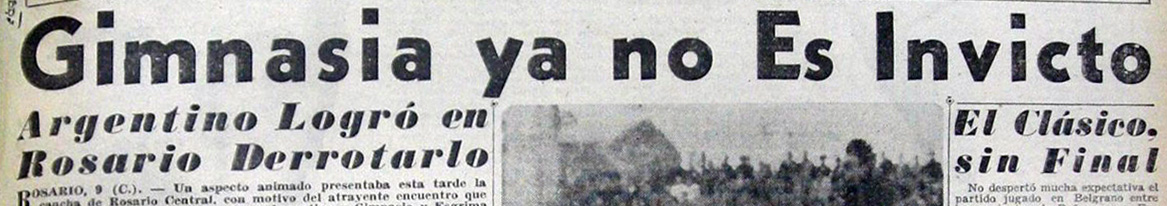 Gimnasia ya no Es Invicto
Argentino Logró en
Rosario Derrotarlo
ROSARIO, 9 (C.). — Un aspecto animado presentaba esta tarde la
cancha de Rosario Central, con motivo del atrayente encuentro que
El Clásico,
sin Final
No despertó mucha expectativa el
partido jugado en Belgrano entre